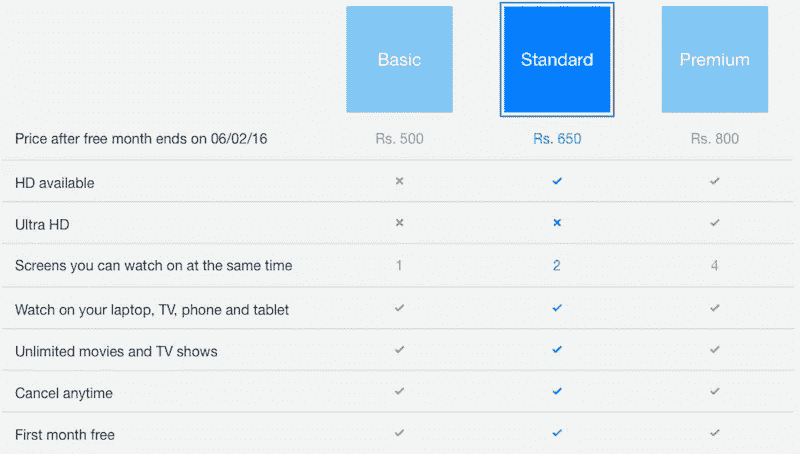 Basic Standard Premium
Price after free month ends on 06/02/16 Rs. 500 Rs. 650 Rs. 800
HD available ✕ ✓ ✓
Ultra HD ✕ ✕ ✓
Screens you can watch on at the same time 1 2 4
Watch on your laptop, TV, phone and tablet ✓ ✓ ✓
Unlimited movies and TV shows ✓ ✓ ✓
Cancel anytime ✓ ✓ ✓
First month free ✓ ✓ ✓